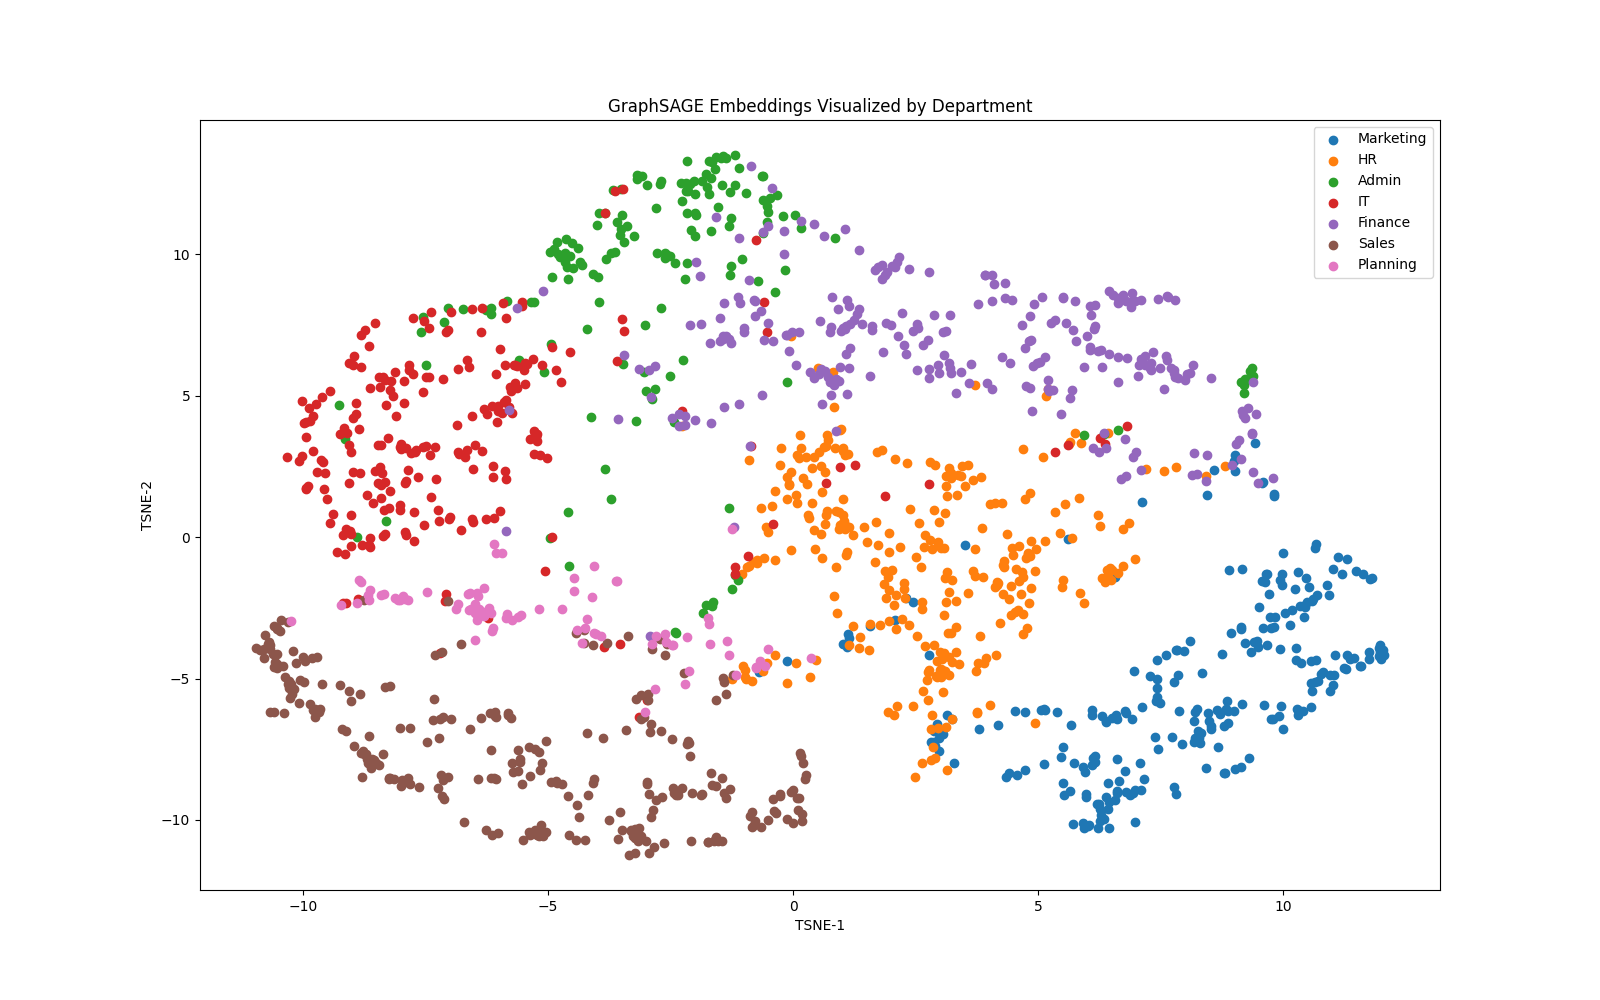 GraphSAGE Embeddings Visualized by Department
Marketing
HR
Admin
IT
Finance
Sales
Planning
TSNE-2
10
5
0
−5
−10
−10
−5
0
5
10
TSNE-1